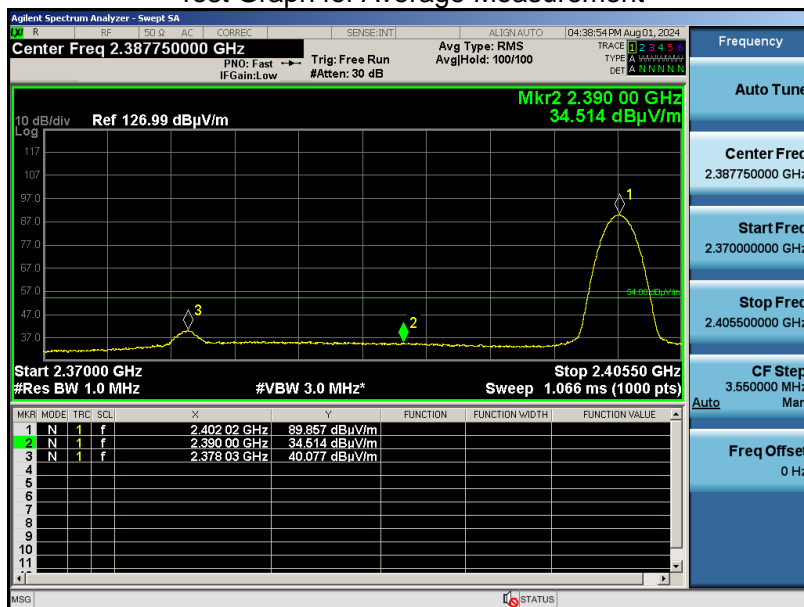 Test Graph for Average Measurement
Agilent Spectrum Analyzer - Swept SA
LXI R RF 50 Ω AC CORREC SENSE:INT ALIGN AUTO 04:38:54 PM Aug 01, 2024
Center Freq 2.387750000 GHz
PNO: Fast
IFGain:Low
Trig: Free Run
#Atten: 30 dB
Avg Type: RMS
Avg|Hold: 100/100
TRACE 1 2 3 4 5 6
TYPE A WWWWW
DET A N N N N N
Mkr2 2.390 00 GHz
34.514 dBµV/m
10 dB/div Ref 126.99 dBµV/m
Log
117
107
97.0
87.0
77.0
67.0
57.0
47.0
37.0
1
54.00 dBµV/m
3
2
Start 2.37000 GHz Stop 2.40550 GHz
#Res BW 1.0 MHz #VBW 3.0 MHz* Sweep 1.066 ms (1000 pts)
MKR MODE TRC SCL X Y FUNCTION FUNCTION WIDTH FUNCTION VALUE
1 N 1 f 2.402 02 GHz 89.857 dBµV/m
2 N 1 f 2.390 00 GHz 34.514 dBµV/m
3 N 1 f 2.378 03 GHz 40.077 dBµV/m
4
5
6
7
8
9
10
11
MSG STATUS
Frequency
Auto Tune
Center Freq
2.387750000 GHz
Start Freq
2.370000000 GHz
Stop Freq
2.405500000 GHz
CF Step
3.550000 MHz
Auto Man
Freq Offset
0 Hz